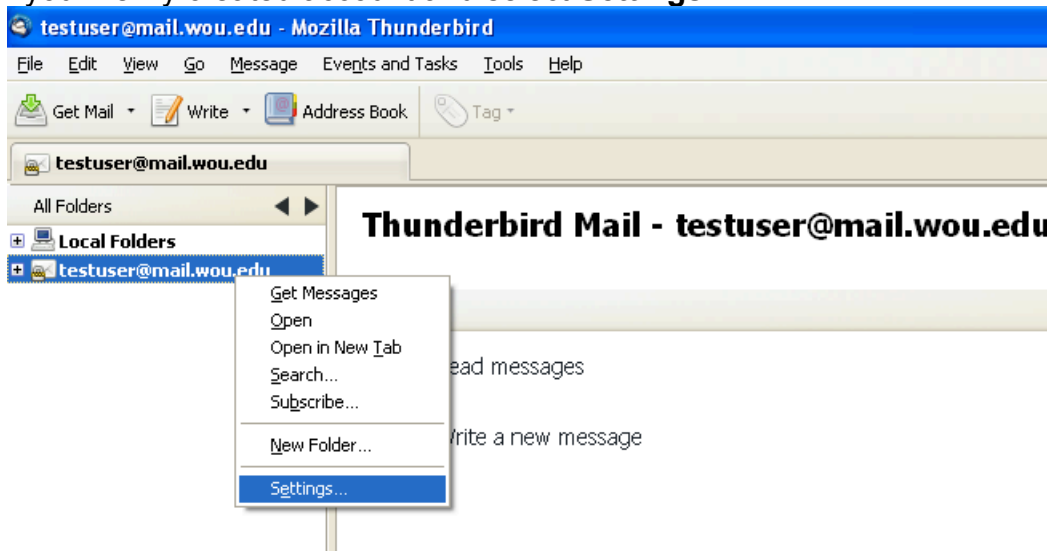 testuser@mail.wou.edu - Mozilla Thunderbird
File Edit View Go Message Events and Tasks Tools Help
Get Mail Write Address Book Tag
testuser@mail.wou.edu
All Folders
Thunderbird Mail - testuser@mail.wou.edu
Local Folders
testuser@mail.wou.edu
Get Messages
Open
Open in New Tab
Search...
Subscribe...
New Folder...
Settings...
ead messages
rite a new message